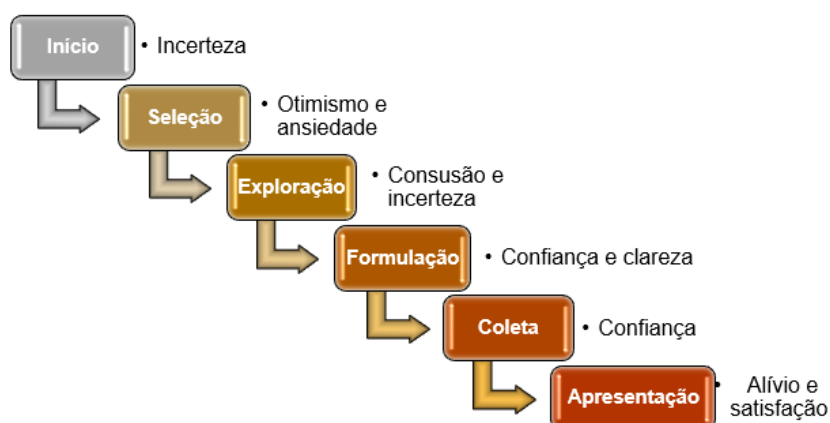 Início
• Incerteza
Seleção
• Otimismo e
ansiedade
Exploração
• Consusão e
incerteza
Formulação
• Confiança e clareza
Coleta
• Confiança
Apresentação
• Alívio e
satisfação